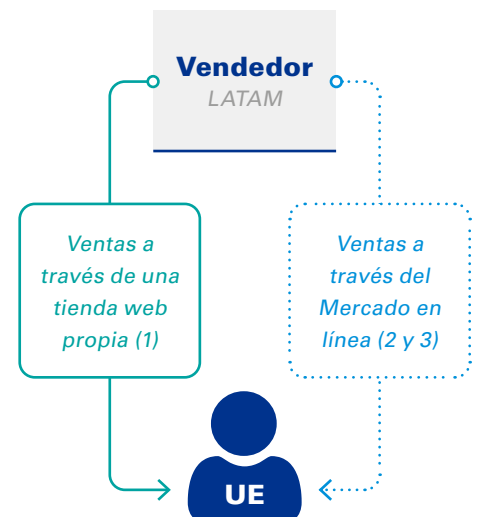 Vendedor
LATAM
Ventas a
través de una
tienda web
propia (1)
Ventas a
través del
Mercado en
línea (2 y 3)
UE